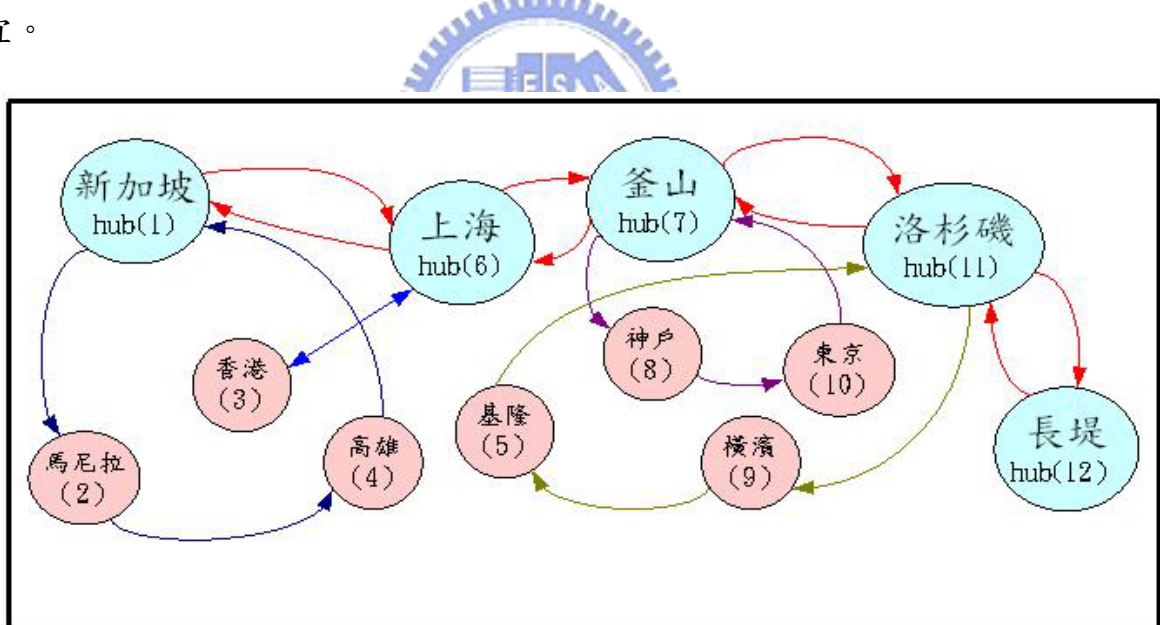 宜。
ESA
新加坡
hub(1)
上海
hub(6)
釜山
hub(7)
洛杉磯
hub(11)
香港
(3)
神戶
(8)
東京
(10)
馬尼拉
(2)
高雄
(4)
基隆
(5)
橫濱
(9)
長堤
hub(12)